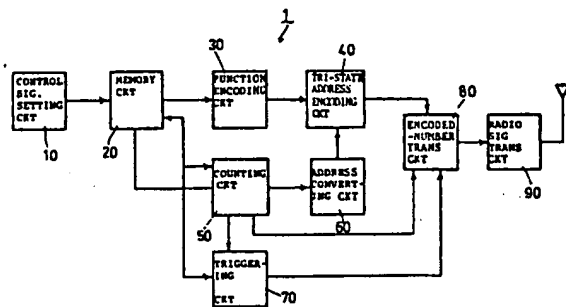 1
30
40
CONTROL
SIG.
SETTING
CKT
10
MEMORY
CKT
20
FUNCTION
ENCODING
CKT
TRI-STATE
ADDRESS
ENCODING
CKT
80
ENCODED
-NUMBER
TRANS
CKT
RADIO
SIG
TRANS
CKT
90
COUNTING
CKT
50
ADDRESS
CONVERT-
ING CKT
60
TRIGGER-
ING
CKT
70